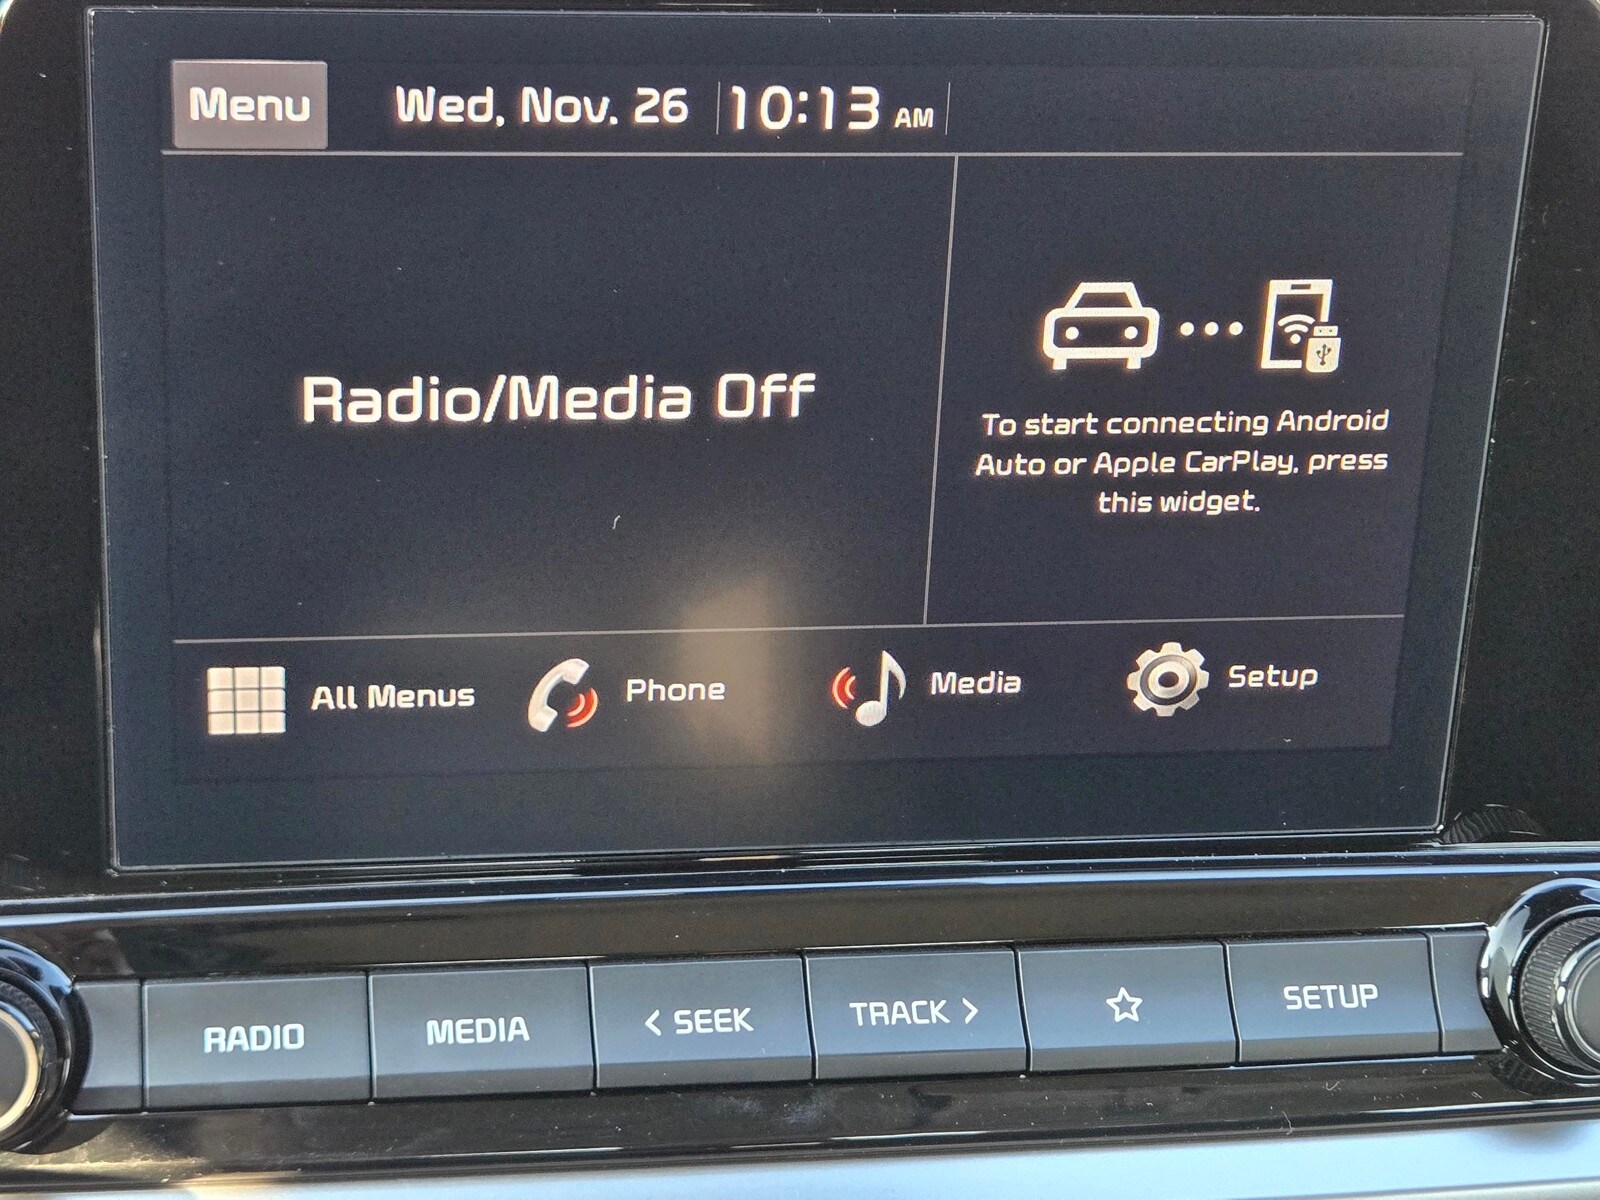 Menu Wed, Nov. 26 10:13 AM
Radio/Media Off
To start connecting Android
Auto or Apple CarPlay, press
this widget.
All Menus Phone Media Setup
RADIO MEDIA < SEEK TRACK > SETUP